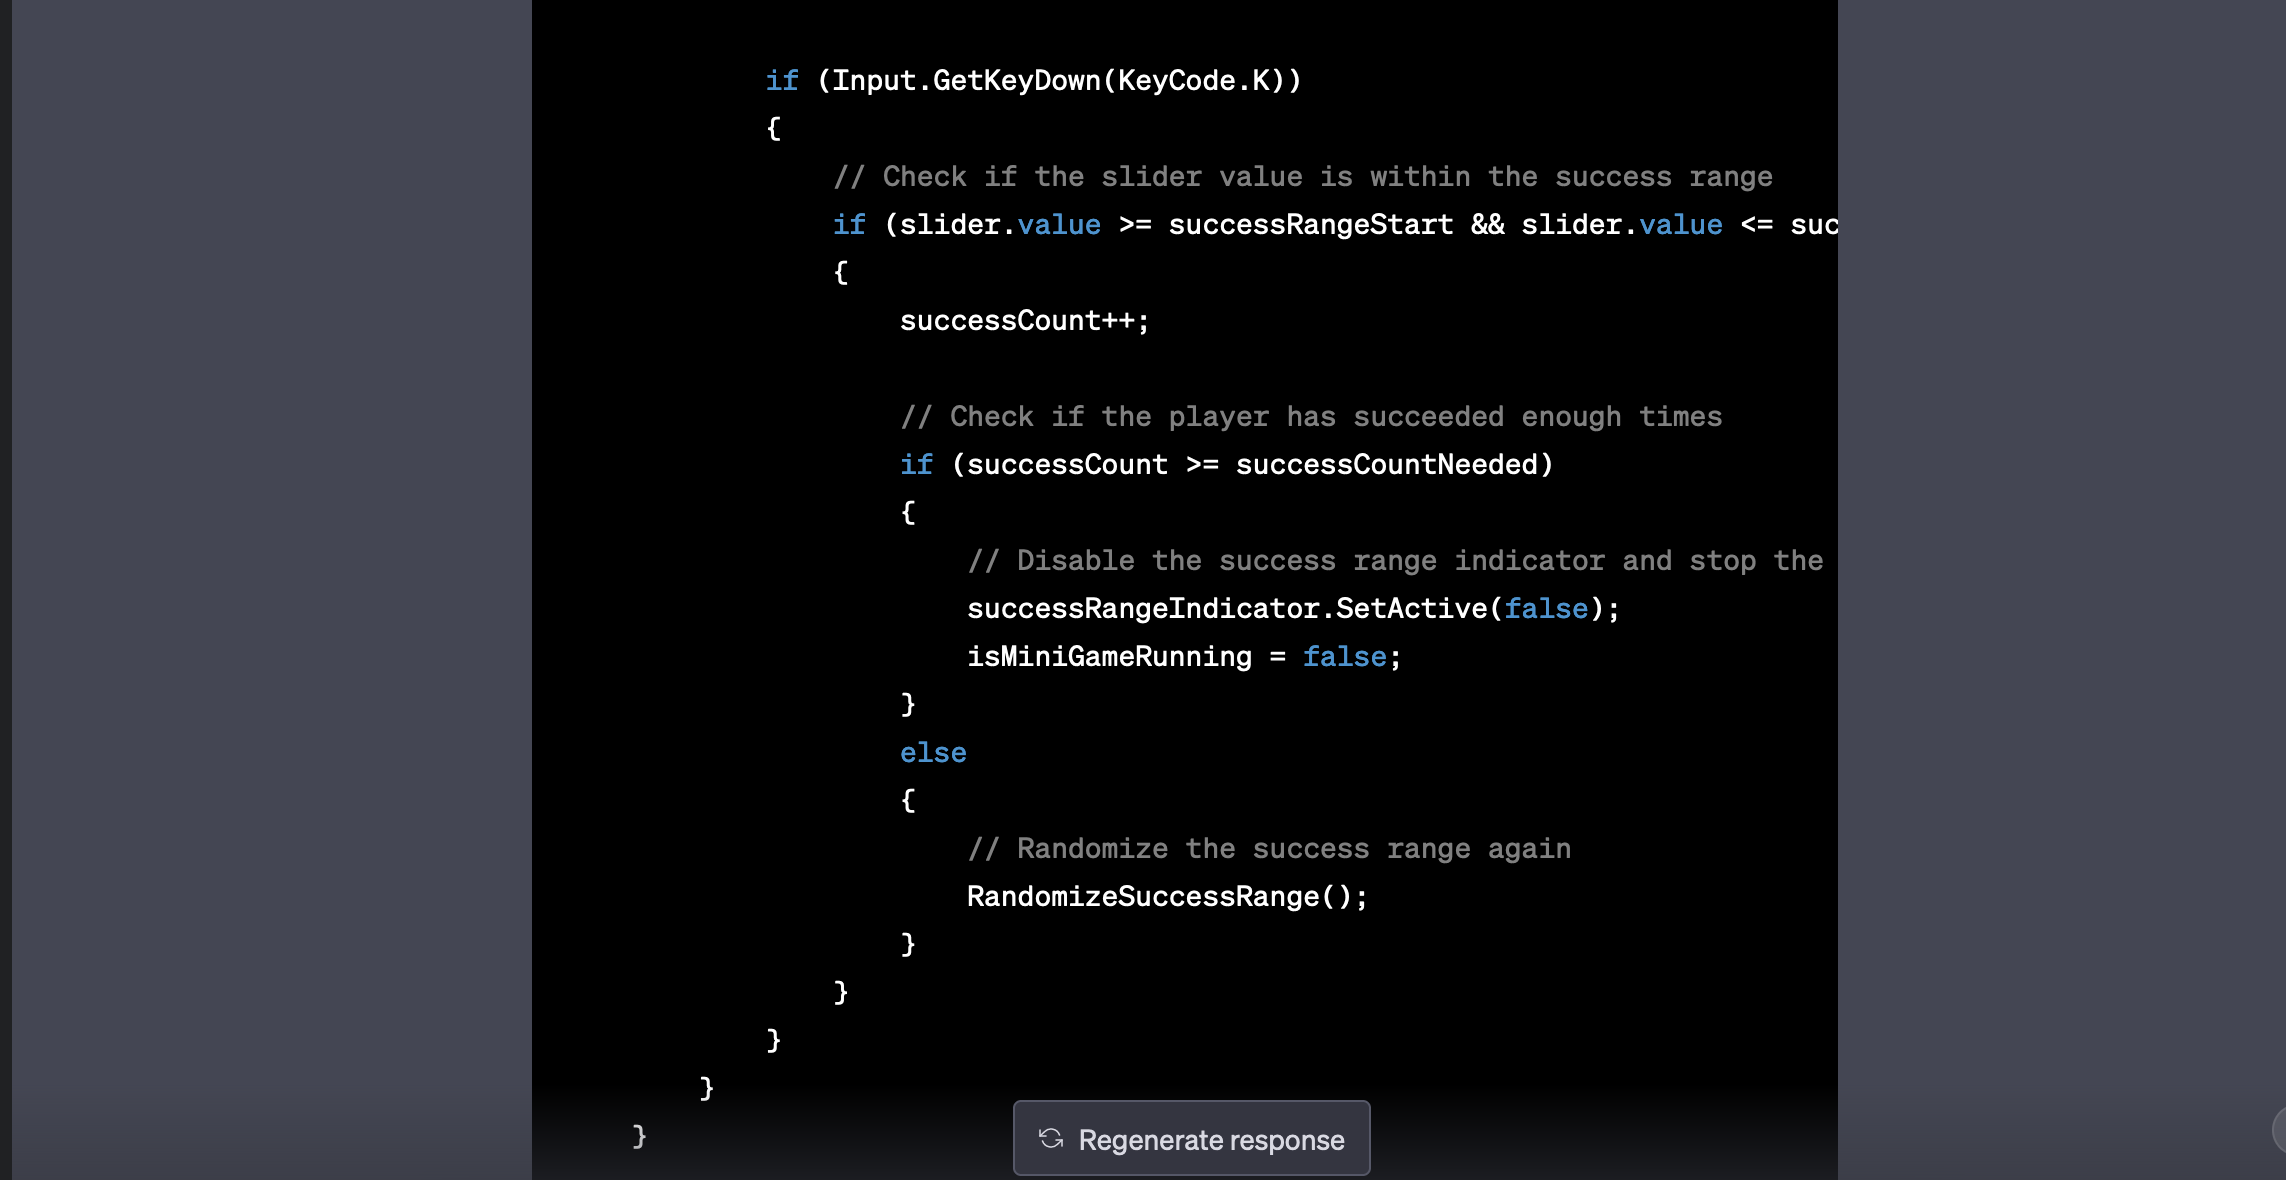 if (Input.GetKeyDown(KeyCode.K))
{
// Check if the slider value is within the success range
if (slider.value >= successRangeStart && slider.value <= suc
{
successCount++;
// Check if the player has succeeded enough times
if (successCount >= successCountNeeded)
{
// Disable the success range indicator and stop the
successRangeIndicator.SetActive(false);
isMiniGameRunning = false;
}
else
{
// Randomize the success range again
RandomizeSuccessRange();
}
}
}
}
}
Regenerate response